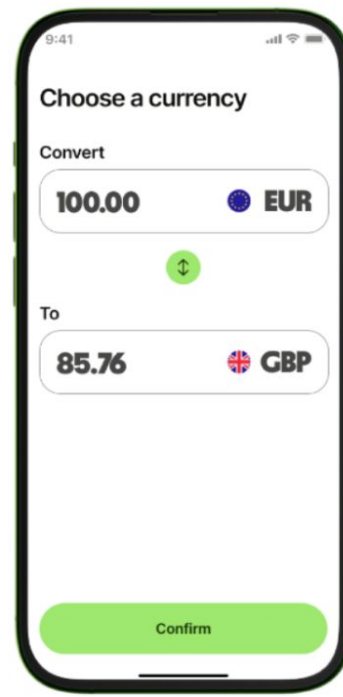 9:41
Choose a currency
Convert
100.00 EUR
To
85.76 GBP
Confirm